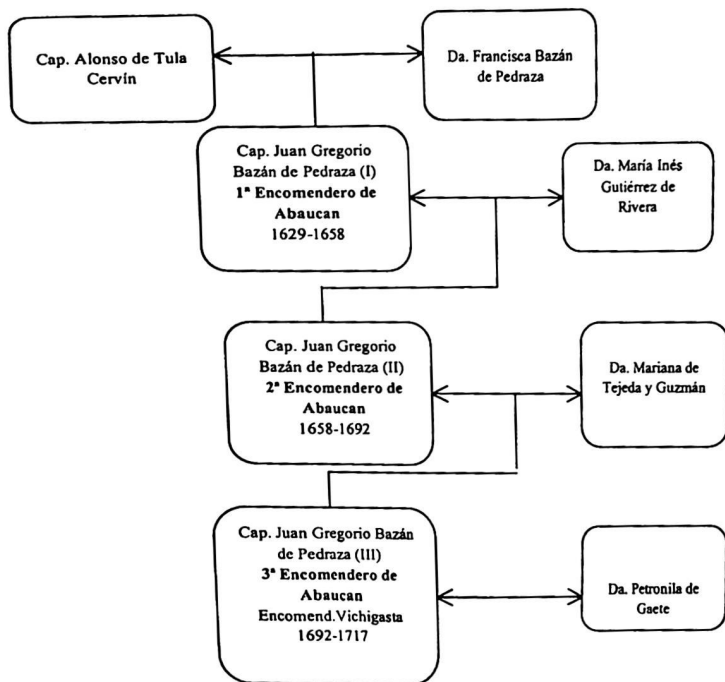 Cap. Alonso de Tula
Cervín
Da. Francisca Bazán
de Pedraza
Cap. Juan Gregorio
Bazán de Pedraza (I)
1ª Encomendero de
Abaucan
1629-1658
Da. María Inés
Gutiérrez de
Rivera
Cap. Juan Gregorio
Bazán de Pedraza (II)
2ª Encomendero de
Abaucan
1658-1692
Da. Mariana de
Tejeda y Guzmán
Cap. Juan Gregorio Bazán
de Pedraza (III)
3ª Encomendero de
Abaucan
Encomend.Vichigasta
1692-1717
Da. Petronila de
Gaete